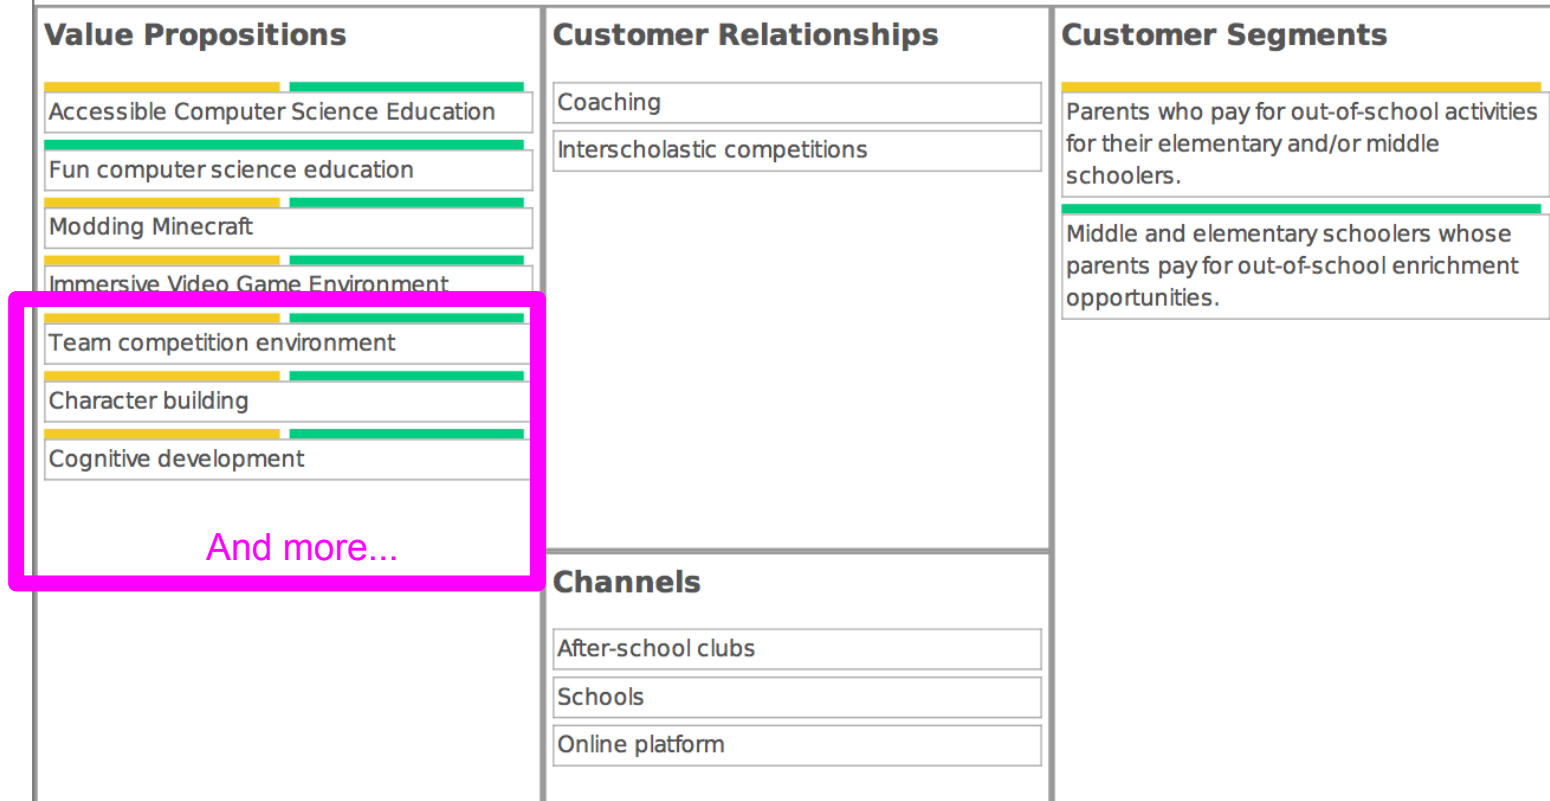 Value Propositions
Accessible Computer Science Education
Fun computer science education
Modding Minecraft
Immersive Video Game Environment
Team competition environment
Character building
Cognitive development
And more...
Customer Relationships
Coaching
Interscholastic competitions
Channels
After-school clubs
Schools
Online platform
Customer Segments
Parents who pay for out-of-school activities
for their elementary and/or middle
schoolers.
Middle and elementary schoolers whose
parents pay for out-of-school enrichment
opportunities.